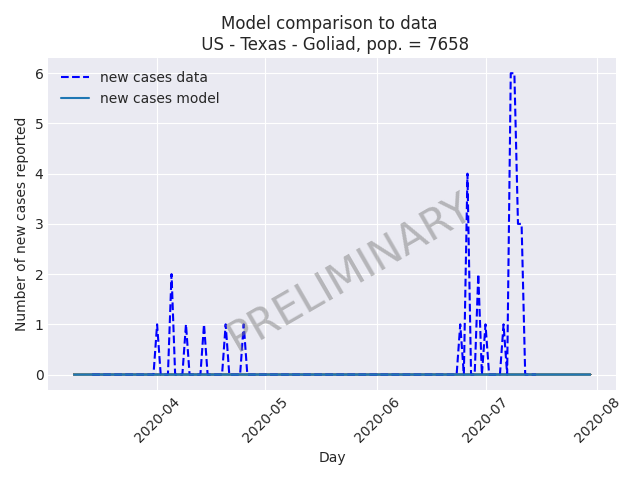 Model comparison to data
US - Texas - Goliad, pop. = 7658
new cases data
new cases model
Number of new cases reported
6
5
4
3
2
1
0
PRELIMINARY
2020-04
2020-05
2020-06
2020-07
2020-08
Day